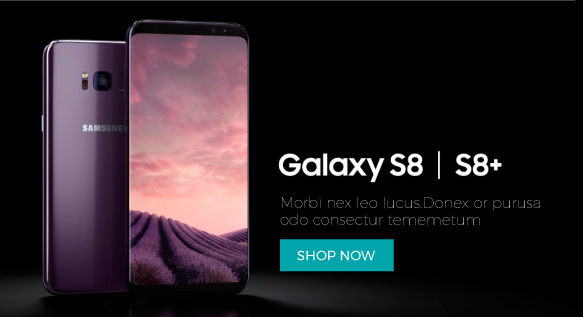 SAMSUNG
Galaxy S8 | S8+
Morbi nex leo lucus.Donex or purusa
odo consectur tememetum
SHOP NOW